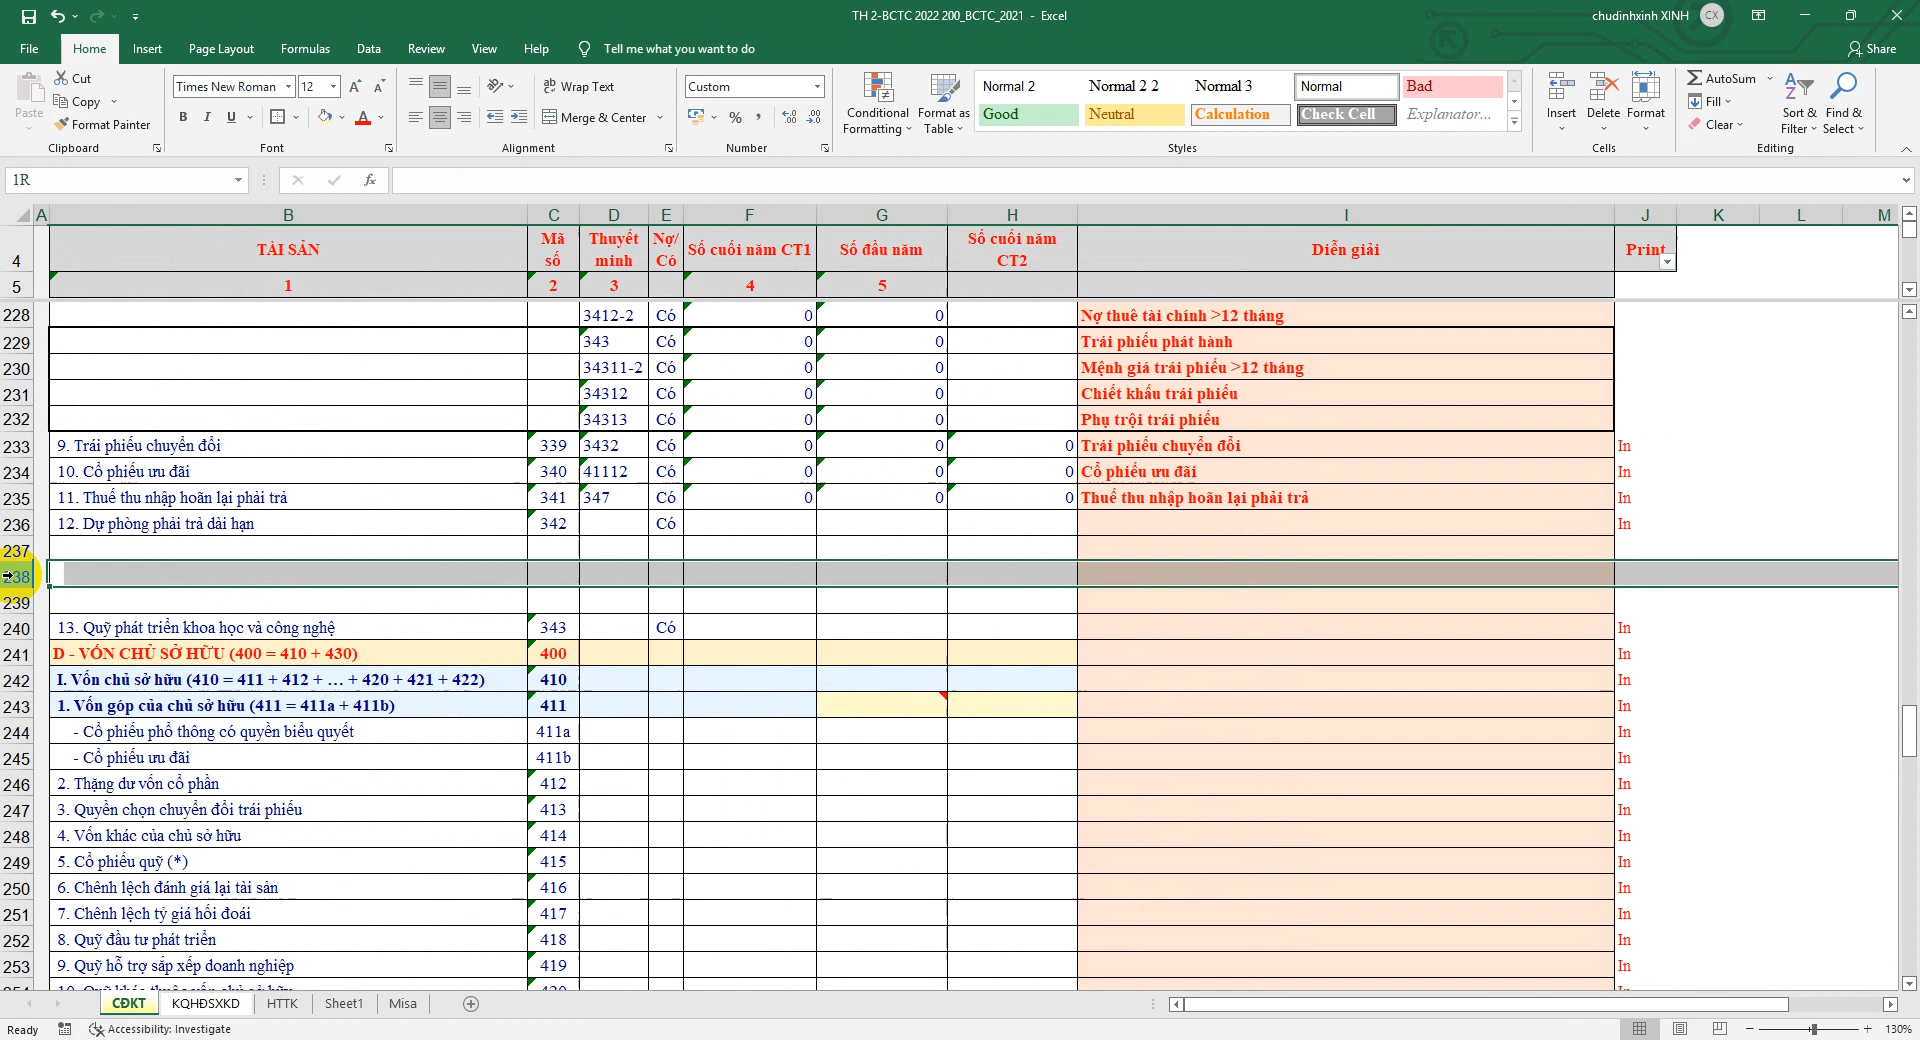 TH 2-BCTC 2022 200_BCTC_2021 - Excel
chudinhxinh XINH CX
File Home Insert Page Layout Formulas Data Review View Help Tell me what you want to do Share
Cut
Copy
Format Painter
Paste
Clipboard
Times New Roman 12
B I U
Font
Wrap Text
Merge & Center
Alignment
Custom
Number
Conditional Formatting
Format as Table
Normal 2 Normal 2 2 Normal 3 Normal Bad
Good Neutral Calculation Check Cell Explanator...
Styles
Insert Delete Format
Cells
AutoSum
Fill
Clear
Sort & Filter
Find & Select
Editing
1R
A B C D E F G H I J K L M
4 TÀI SẢN Mã số Thuyết minh Nợ/ Có Số cuối năm CT1 Số đầu năm Số cuối năm CT2 Diễn giải Print
5 1 2 3 4 5
228 3412-2 Có 0 0 Nợ thuê tài chính >12 tháng
229 343 Có 0 0 Trái phiếu phát hành
230 34311-2 Có 0 0 Mệnh giá trái phiếu >12 tháng
231 34312 Có 0 0 Chiết khấu trái phiếu
232 34313 Có 0 0 Phụ trội trái phiếu
233 9. Trái phiếu chuyển đổi 339 3432 Có 0 0 0 Trái phiếu chuyển đổi In
234 10. Cổ phiếu ưu đãi 340 41112 Có 0 0 0 Cổ phiếu ưu đãi In
235 11. Thuế thu nhập hoãn lại phải trả 341 347 Có 0 0 0 Thuế thu nhập hoãn lại phải trả In
236 12. Dự phòng phải trả dài hạn 342 Có In
237
238
239
240 13. Quỹ phát triển khoa học và công nghệ 343 Có In
241 D - VỐN CHỦ SỞ HỮU (400 = 410 + 430) 400 In
242 I. Vốn chủ sở hữu (410 = 411 + 412 + … + 420 + 421 + 422) 410 In
243 1. Vốn góp của chủ sở hữu (411 = 411a + 411b) 411 In
244 - Cổ phiếu phổ thông có quyền biểu quyết 411a In
245 - Cổ phiếu ưu đãi 411b In
246 2. Thặng dư vốn cổ phần 412 In
247 3. Quyền chọn chuyển đổi trái phiếu 413 In
248 4. Vốn khác của chủ sở hữu 414 In
249 5. Cổ phiếu quỹ (*) 415 In
250 6. Chênh lệch đánh giá lại tài sản 416 In
251 7. Chênh lệch tỷ giá hối đoái 417 In
252 8. Quỹ đầu tư phát triển 418 In
253 9. Quỹ hỗ trợ sắp xếp doanh nghiệp 419 In
CĐKT KQHĐSXKD HTTK Sheet1 Misa
Ready Accessibility: Investigate 130%